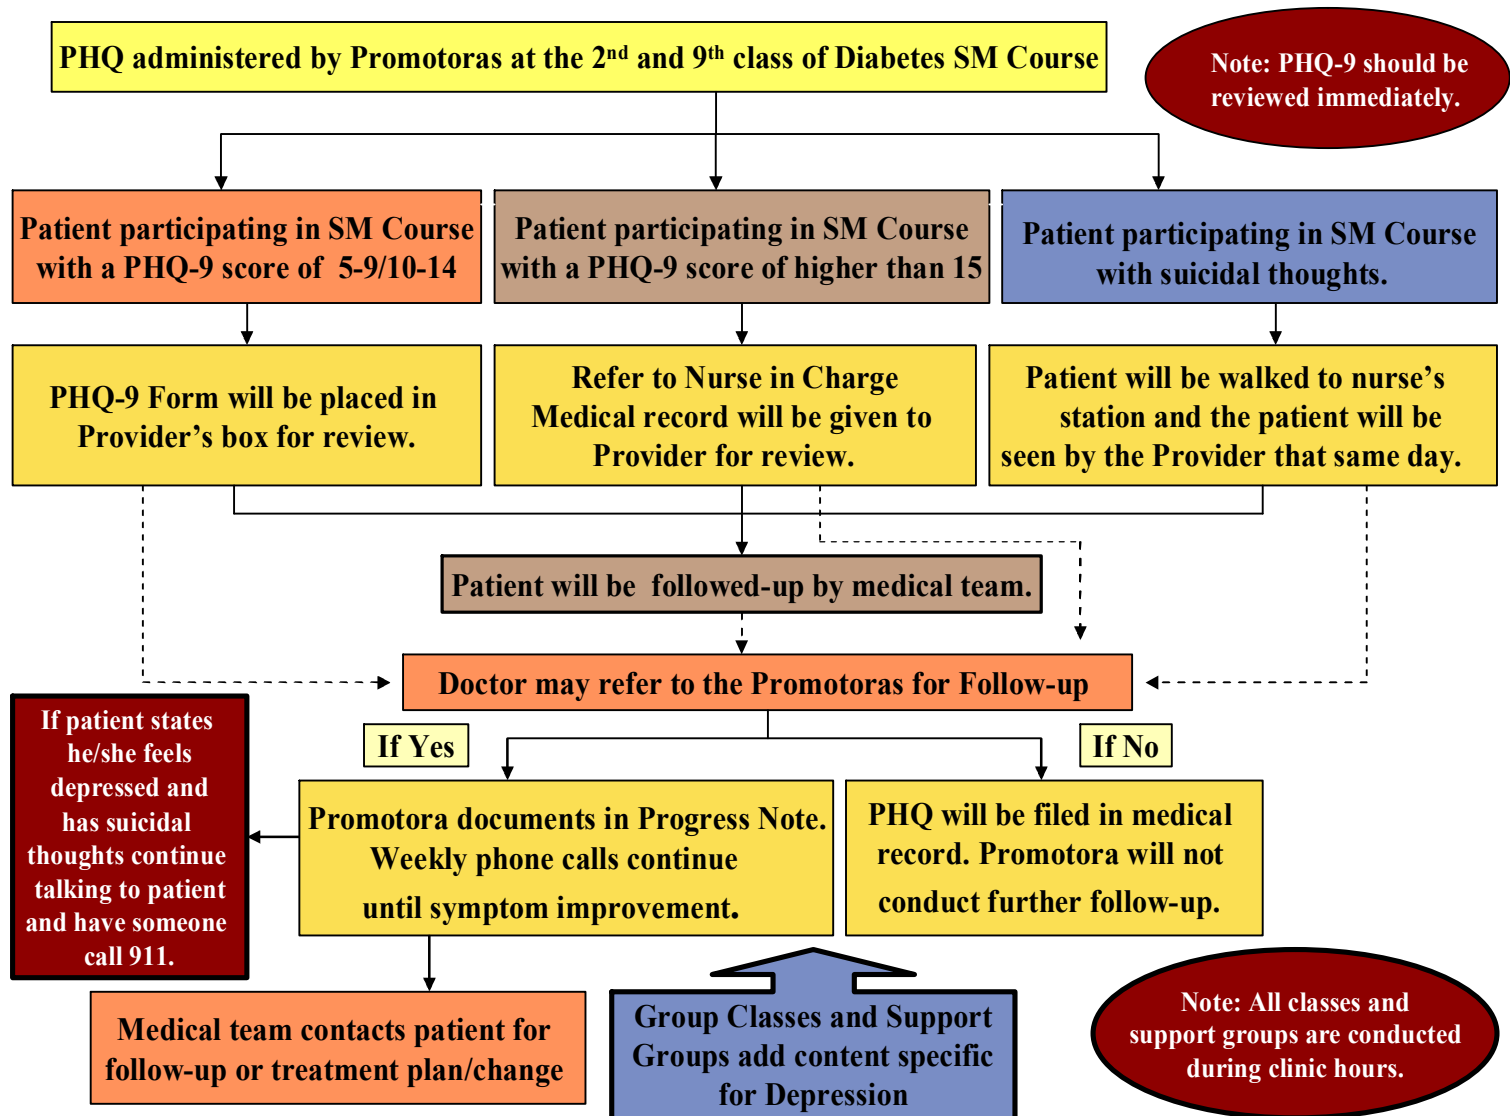 PHQ administered by Promotoras at the 2nd and 9th class of Diabetes SM Course
Note: PHQ-9 should be
reviewed immediately.
Patient participating in SM Course
with a PHQ-9 score of 5-9/10-14
Patient participating in SM Course
with a PHQ-9 score of higher than 15
Patient participating in SM Course
with suicidal thoughts.
PHQ-9 Form will be placed in
Provider’s box for review.
Refer to Nurse in Charge
Medical record will be given to
Provider for review.
Patient will be walked to nurse’s
station and the patient will be
seen by the Provider that same day.
Patient will be followed-up by medical team.
Doctor may refer to the Promotoras for Follow-up
If patient states
he/she feels
depressed and
has suicidal
thoughts continue
talking to patient
and have someone
call 911.
If Yes
If No
Promotora documents in Progress Note.
Weekly phone calls continue
until symptom improvement.
PHQ will be filed in medical
record. Promotora will not
conduct further follow-up.
Medical team contacts patient for
follow-up or treatment plan/change
Group Classes and Support
Groups add content specific
for Depression
Note: All classes and
support groups are conducted
during clinic hours.